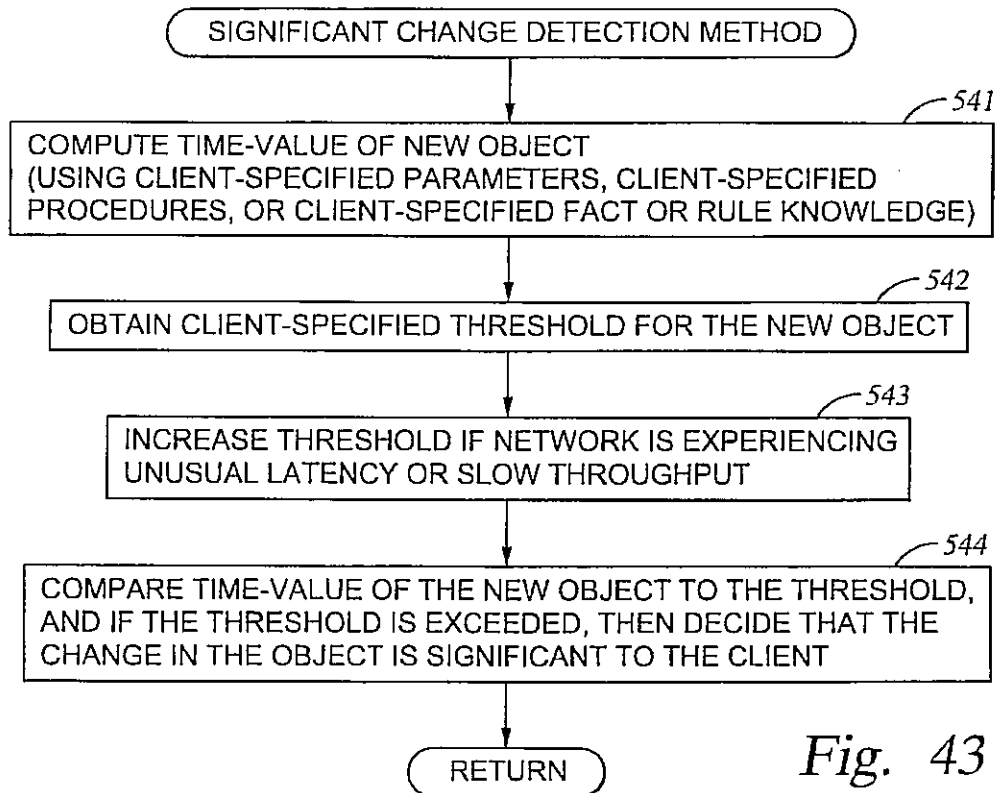 SIGNIFICANT CHANGE DETECTION METHOD
541
COMPUTE TIME-VALUE OF NEW OBJECT
(USING CLIENT-SPECIFIED PARAMETERS, CLIENT-SPECIFIED
PROCEDURES, OR CLIENT-SPECIFIED FACT OR RULE KNOWLEDGE)
542
OBTAIN CLIENT-SPECIFIED THRESHOLD FOR THE NEW OBJECT
543
INCREASE THRESHOLD IF NETWORK IS EXPERIENCING
UNUSUAL LATENCY OR SLOW THROUGHPUT
544
COMPARE TIME-VALUE OF THE NEW OBJECT TO THE THRESHOLD,
AND IF THE THRESHOLD IS EXCEEDED, THEN DECIDE THAT THE
CHANGE IN THE OBJECT IS SIGNIFICANT TO THE CLIENT
RETURN
Fig. 43